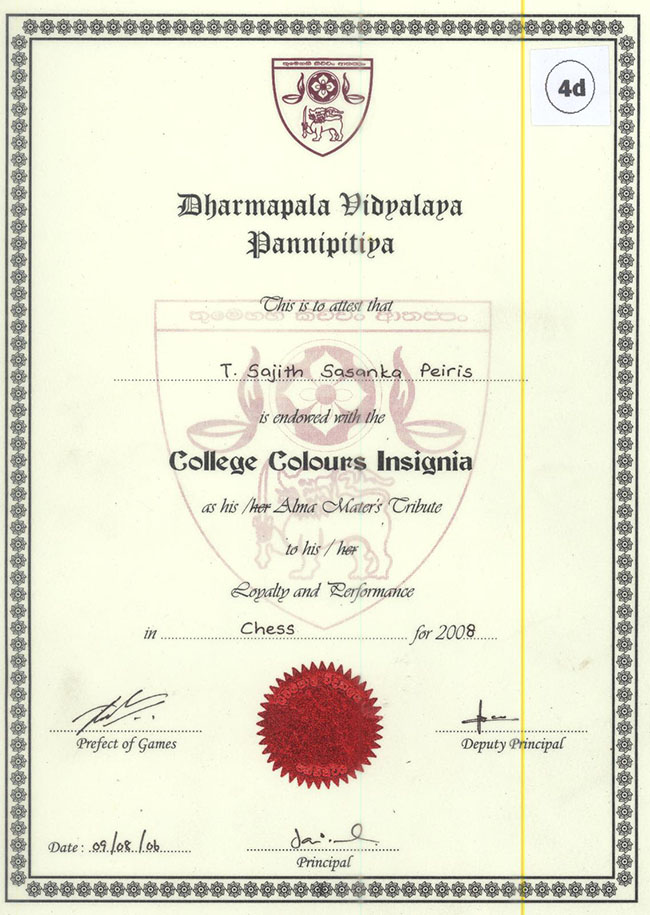 4d
Dharmapala Vidyalaya
Pannipitiya
This is to attest that
T. Sajith Sasanka Peiris
is endowed with the
College Colours Insignia
as his /her Alma Mater's Tribute
to his / her
Loyalty and Performance
in Chess for 2008
Prefect of Games
Deputy Principal
Date : 09/08/06
Principal